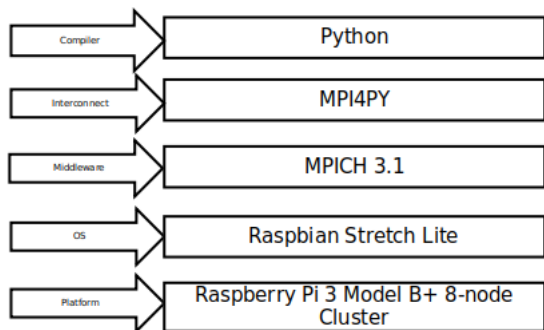 Compiler
Python
Interconnect
MPI4PY
Middleware
MPICH 3.1
OS
Raspbian Stretch Lite
Platform
Raspberry Pi 3 Model B+ 8-node
Cluster